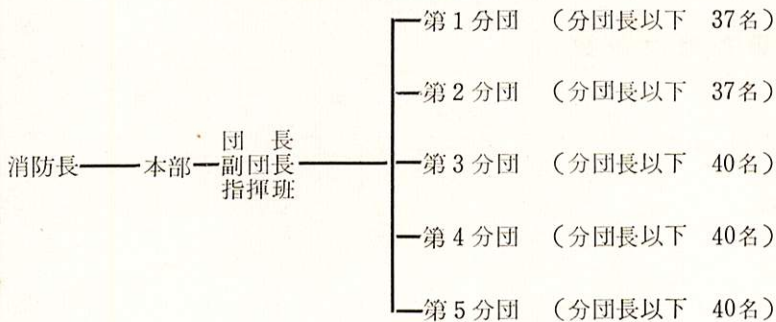 第1分団 （分団長以下 37名）
第2分団 （分団長以下 37名）
消防長 本部 団長 副団長 指揮班
第3分団 （分団長以下 40名）
第4分団 （分団長以下 40名）
第5分団 （分団長以下 40名）